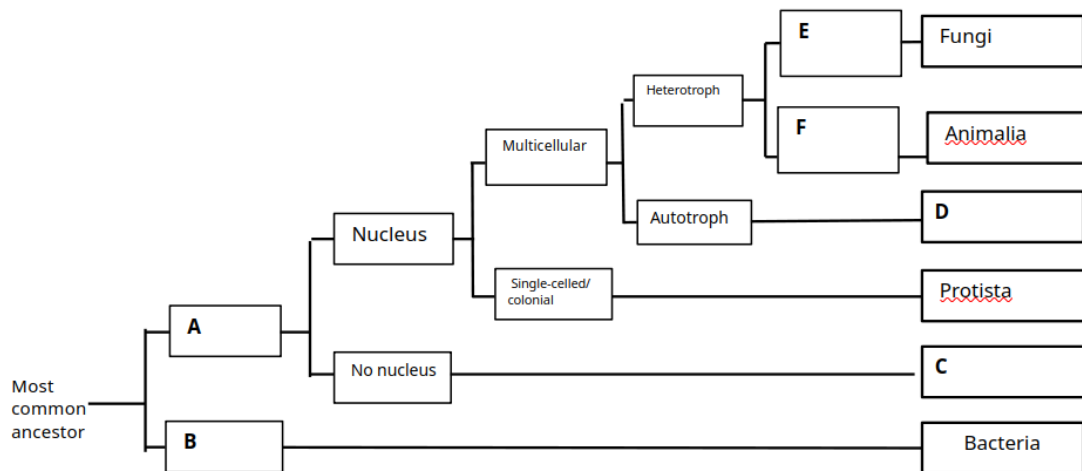 E
Fungi
Heterotroph
F
Animalia
Multicellular
Autotroph
D
Nucleus
Single-celled/
colonial
Protista
A
No nucleus
C
Most
common
ancestor
B
Bacteria